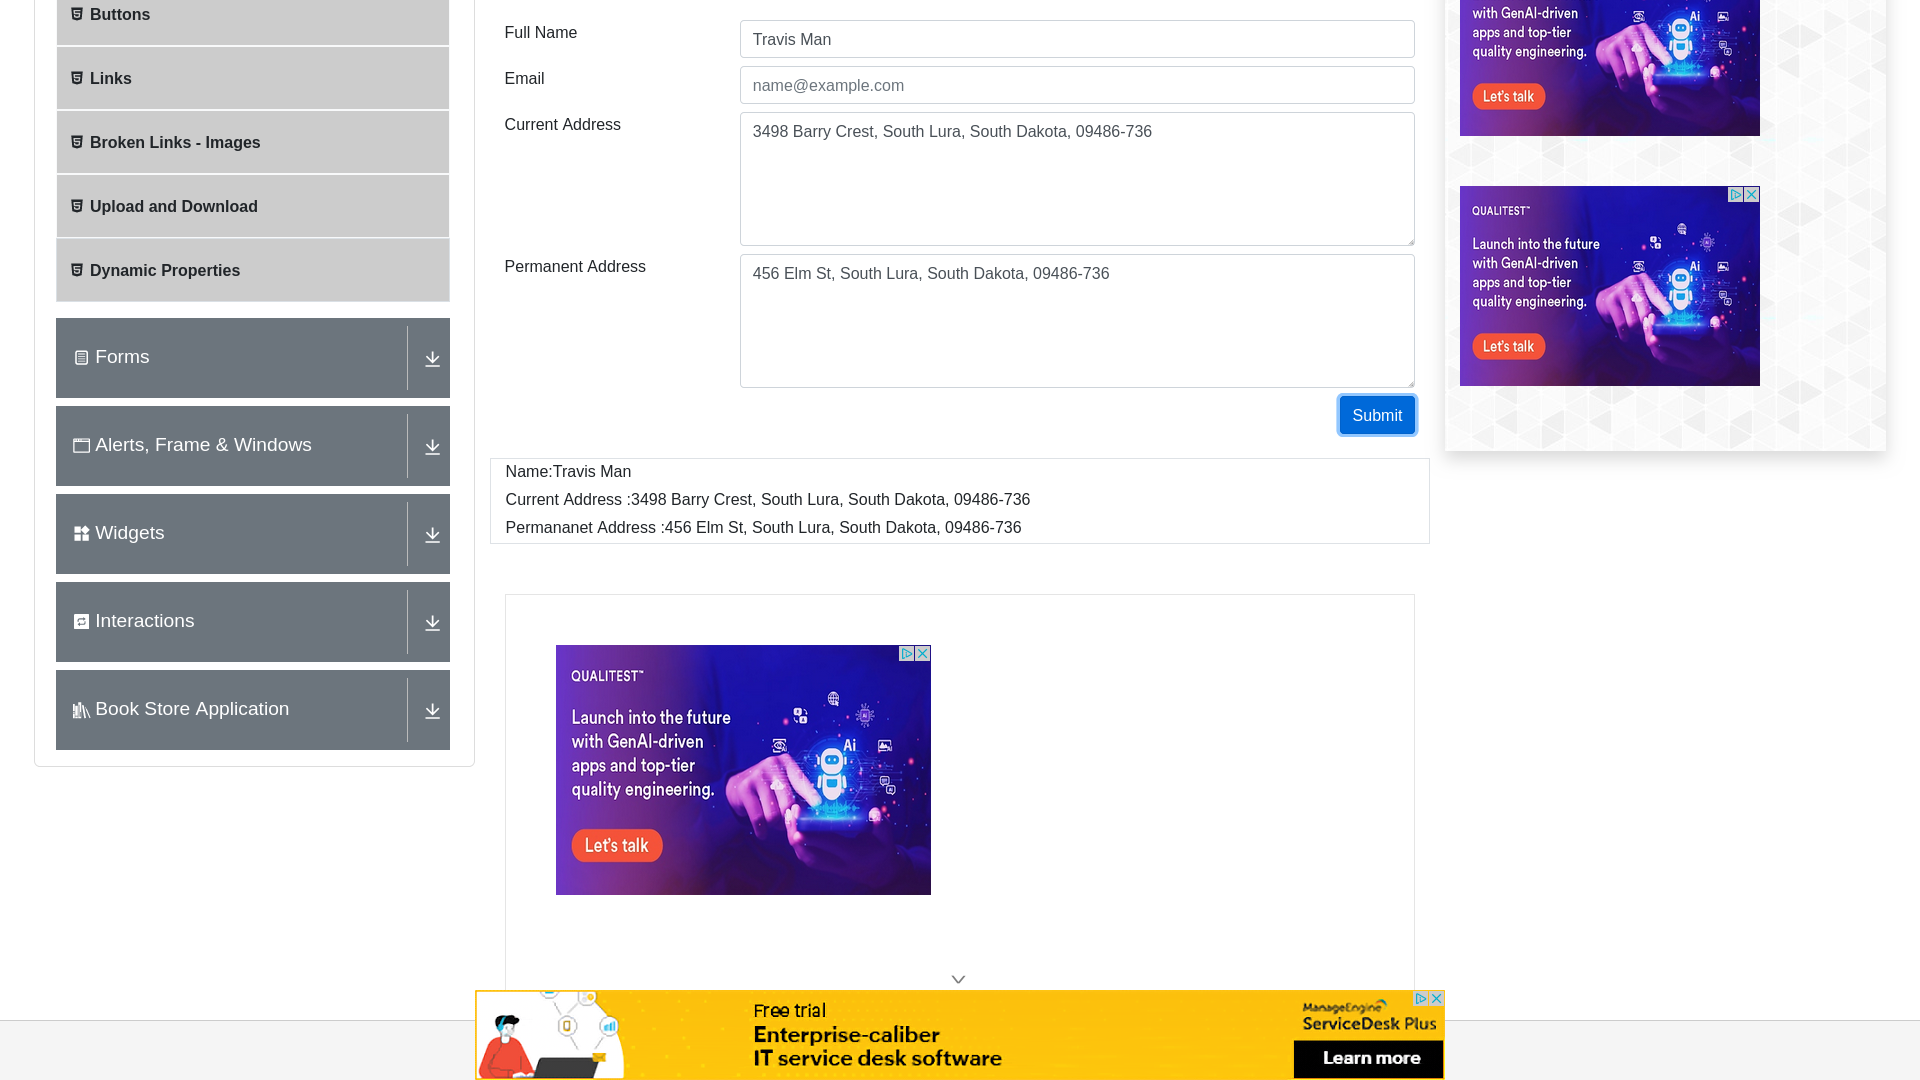 Buttons
Links
Broken Links - Images
Upload and Download
Dynamic Properties
Forms
Alerts, Frame & Windows
Widgets
Interactions
Book Store Application
Full Name
Travis Man
Email
name@example.com
Current Address
3498 Barry Crest, South Lura, South Dakota, 09486-736
Permanent Address
456 Elm St, South Lura, South Dakota, 09486-736
Submit
Name:Travis Man
Current Address :3498 Barry Crest, South Lura, South Dakota, 09486-736
Permananet Address :456 Elm St, South Lura, South Dakota, 09486-736
QUALITEST™
Launch into the future
with GenAI-driven
apps and top-tier
quality engineering.
Ai
Let's talk
with GenAI-driven
apps and top-tier
quality engineering.
Ai
Let's talk
QUALITEST™
Launch into the future
with GenAI-driven
apps and top-tier
quality engineering.
Ai
Let's talk
Free trial
Enterprise-caliber
IT service desk software
ManageEngine
ServiceDesk Plus
Learn more